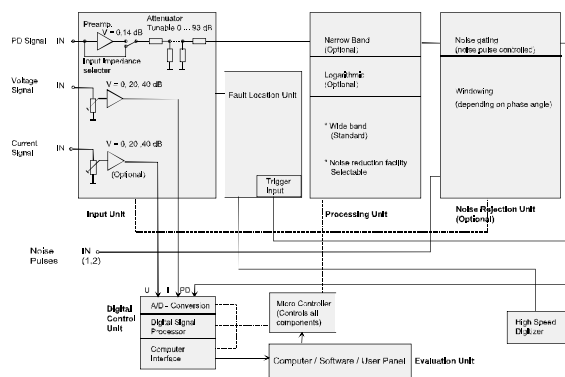 Preamp.
V = 0,14 dB
Attenuator
Tunable 0 ... 93 dB
PD Signal IN
Input Impedance
selecter
Voltage
Signal
IN
V = 0, 20, 40 dB
Current
Signal
IN
V = 0, 20 ,40 dB
(Optional)
Input Unit
Fault Location Unit
Trigger
Input
Narrow Band
(Optional)
Logarithmic
(Optional)
* Wide band
(Standard)
* Noise reduction facility
Selectable
Processing Unit
Noise gating
(noise pulse controlled)
Windowing
(depending on phase angle)
Noise Rejection Unit
(Optional)
Noise
Pulses
IN
(1,2)
U I PD
Digital
Control
Unit
A/D - Conversion
Digital Signal
Processor
Computer
Interface
Micro Controller
(Controls all
components)
High Speed
Digitizer
Computer / Software / User Panel
Evaluation Unit